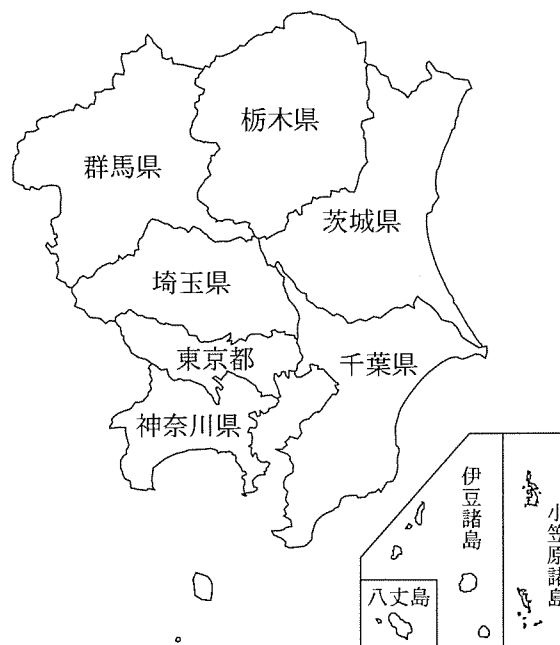 栃木県
群馬県
茨城県
埼玉県
東京都
千葉県
神奈川県
伊豆諸島
小笠原諸島
八丈島